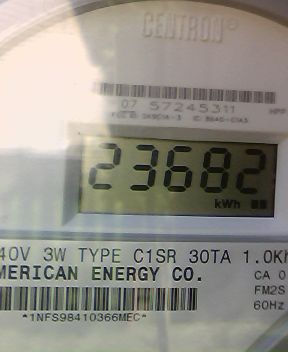 CENTRON®
07 57245311
23682
kWh
40V 3W TYPE C1SR 30TA 1.0Kh
MERICAN ENERGY CO.
CA 0
FM2S
60Hz
*1NFS98410366MEC*